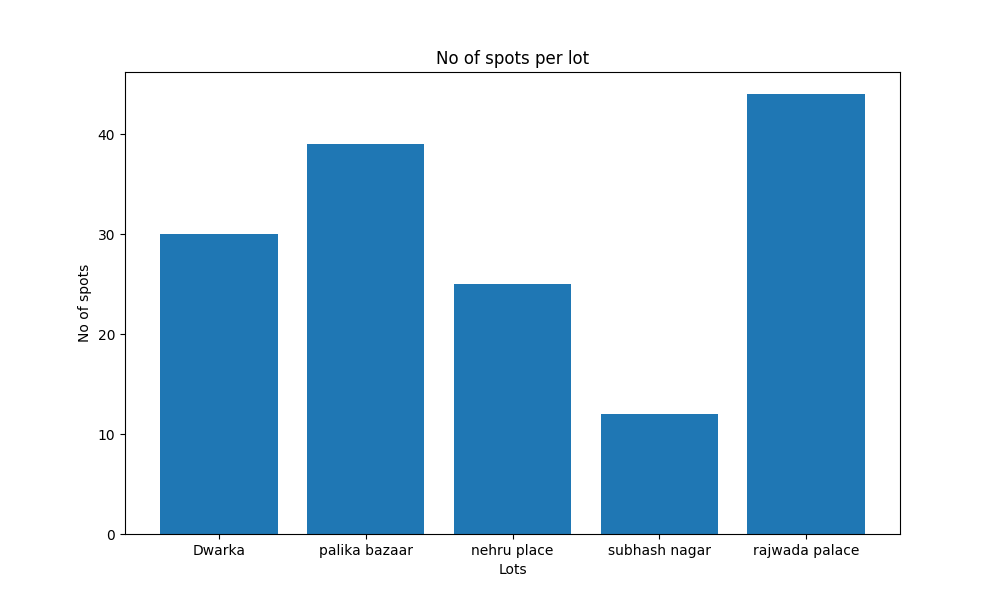 No of spots per lot
No of spots
40
30
20
10
0
Dwarka palika bazaar nehru place subhash nagar rajwada palace
Lots